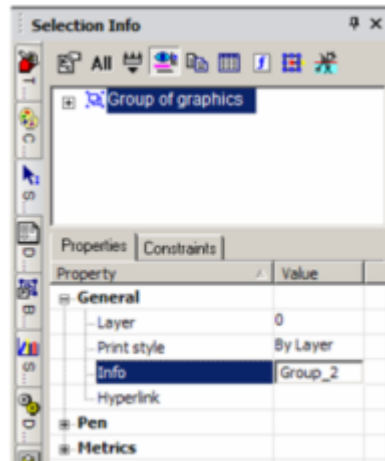 Selection Info
All
Group of graphics
Properties Constraints
Property Value
General
Layer 0
Print style By Layer
Info Group_2
Hyperlink
Pen
Metrics
T...
C...
S...
D...
B...
S...
D...